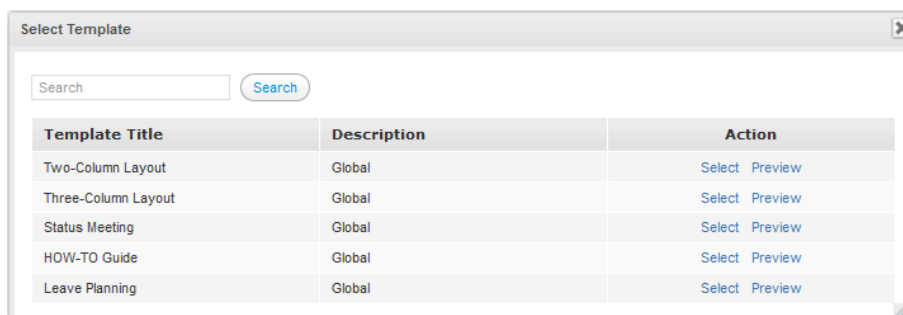 Select Template
Search Search
Template Title Description Action
Two-Column Layout Global Select Preview
Three-Column Layout Global Select Preview
Status Meeting Global Select Preview
HOW-TO Guide Global Select Preview
Leave Planning Global Select Preview